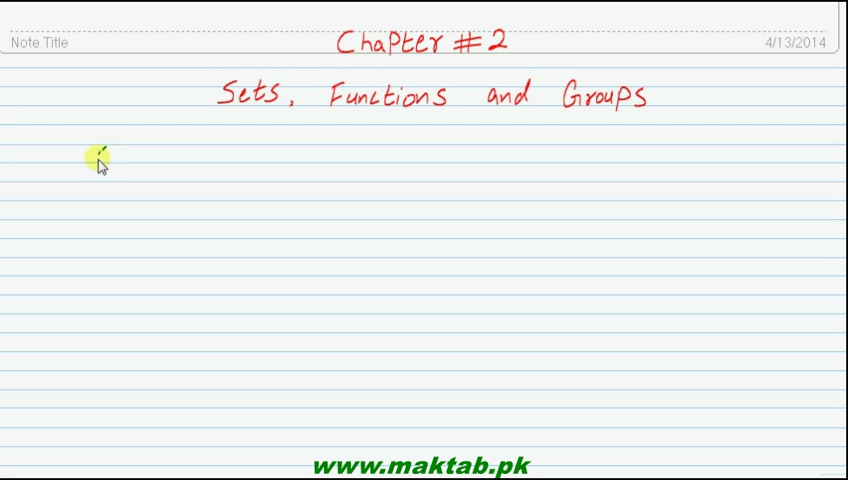 Chapter # 2
Note Title 4/13/2014
Sets, Functions and Groups
www.maktab.pk